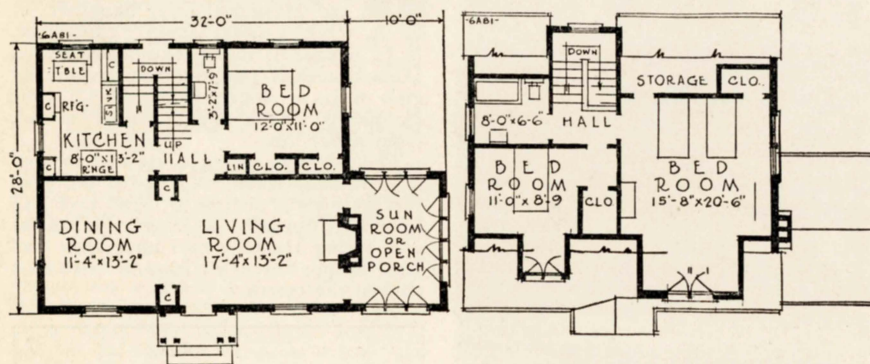 32'-0"
10'-0"
28'-0"
-6A81-
SEAT
TBLE
C
C
RFG-
KITCHEN
8'-0"x13'-2"
RANGE
C
DOWN
UP
HALL
3'-2"x7'-9"
BED
ROOM
12'-0"x11'-0"
LIN
CLO.
CLO.
C
DINING
ROOM
11'-4"x13'-2"
LIVING
ROOM
17'-4"x13'-2"
C
SUN
ROOM
OR
OPEN
PORCH
-6A81-
DOWN
STORAGE
CLO.
8'-0"x6'-6"
HALL
BED
ROOM
11'-0"x8'-9
CLO
BED
ROOM
15'-8"x20'-6"